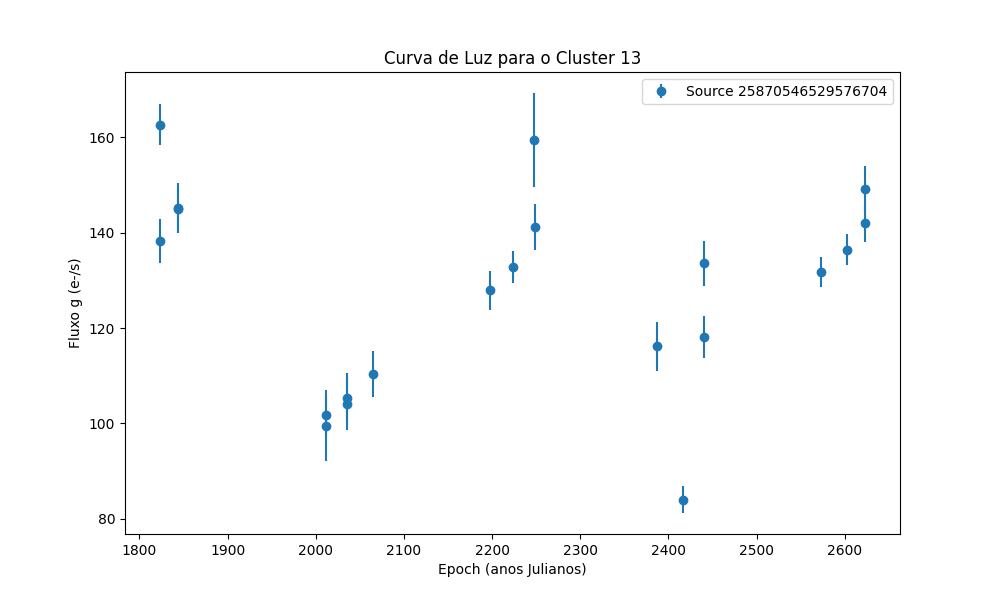 Curva de Luz para o Cluster 13
Source 25870546529576704
Fluxo g (e-/s)
160
140
120
100
80
1800 1900 2000 2100 2200 2300 2400 2500 2600
Epoch (anos Julianos)